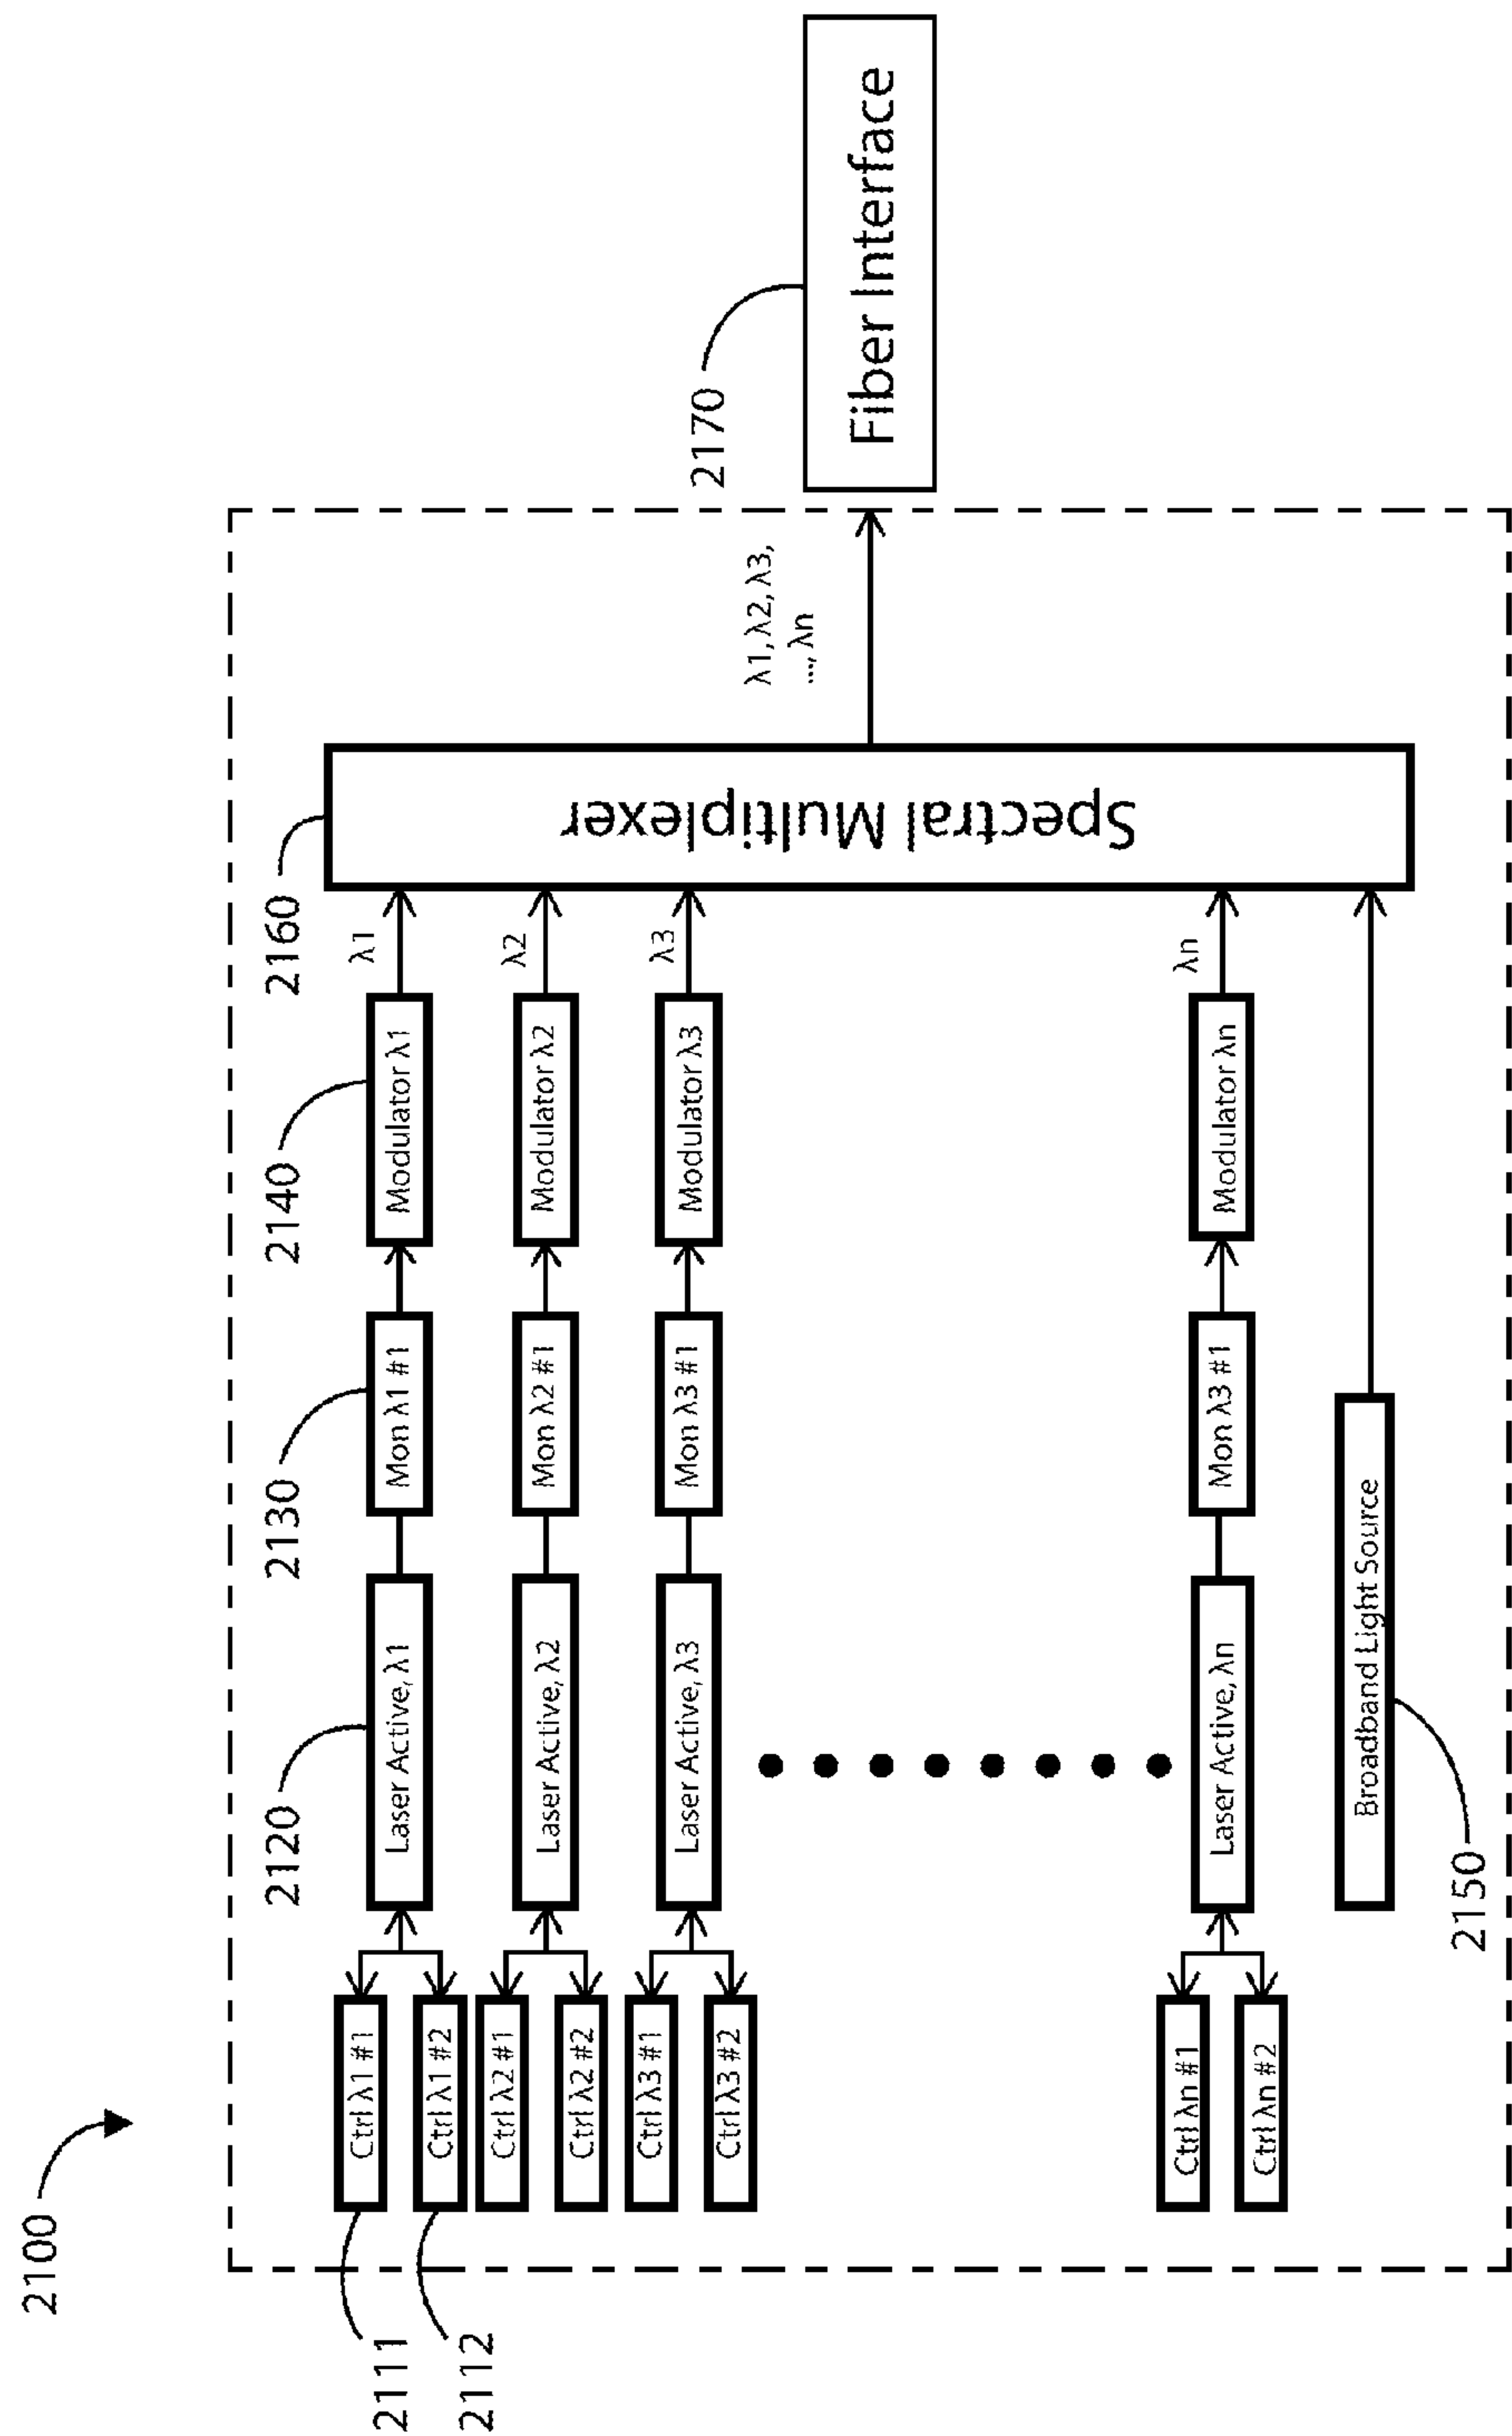 2100
2111
2112
Ctrl λ1 #1
Ctrl λ1 #2
Ctrl λ2 #1
Ctrl λ2 #2
Ctrl λ3 #1
Ctrl λ3 #2
Ctrl λn #1
Ctrl λn #2
2120
Laser Active, λ1
Laser Active, λ2
Laser Active, λ3
Laser Active, λn
Broadband Light Source
2150
2130
Mon λ1 #1
Mon λ2 #1
Mon λ3 #1
Mon λ3 #1
2140
Modulator λ1
Modulator λ2
Modulator λ3
Modulator λn
λ1
λ2
λ3
λn
2160
Spectral Multiplexer
λ1, λ2, λ3,
..., λn
2170
Fiber Interface